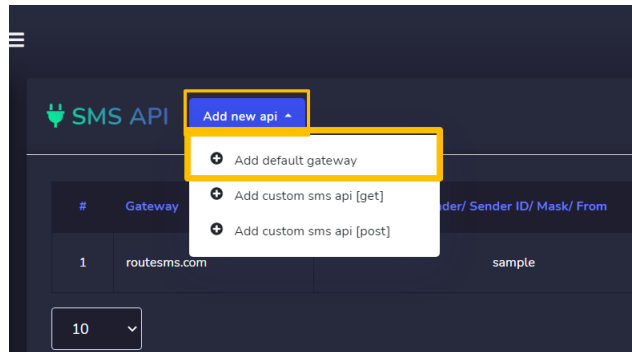 SMS API
Add new api
Add default gateway
Add custom sms api [get]
Add custom sms api [post]
# Gateway Sender ID/ Mask/ From
1 routesms.com sample
10